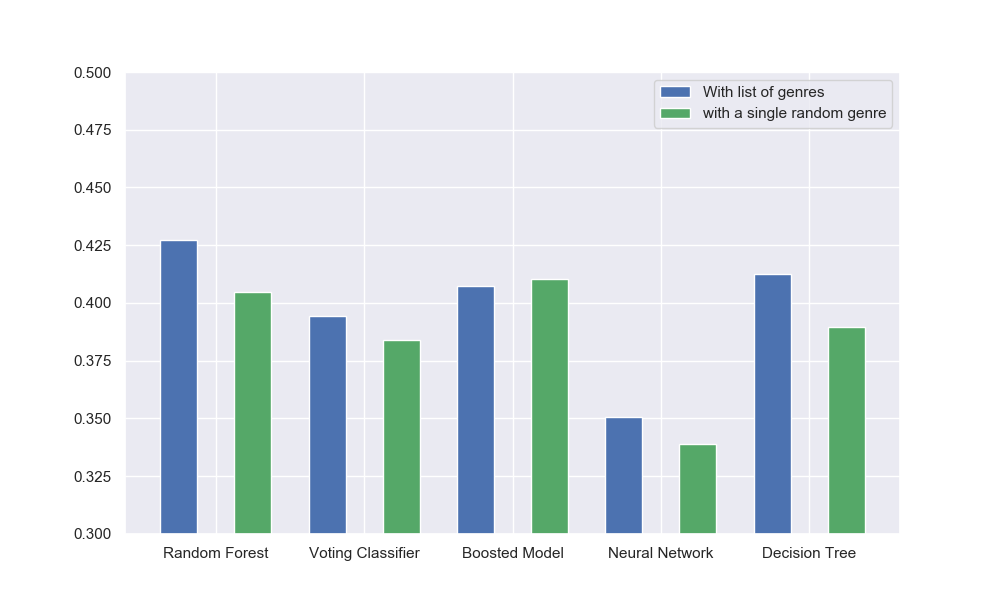 0.500
0.475
0.450
0.425
0.400
0.375
0.350
0.325
0.300
With list of genres
with a single random genre
Random Forest
Voting Classifier
Boosted Model
Neural Network
Decision Tree